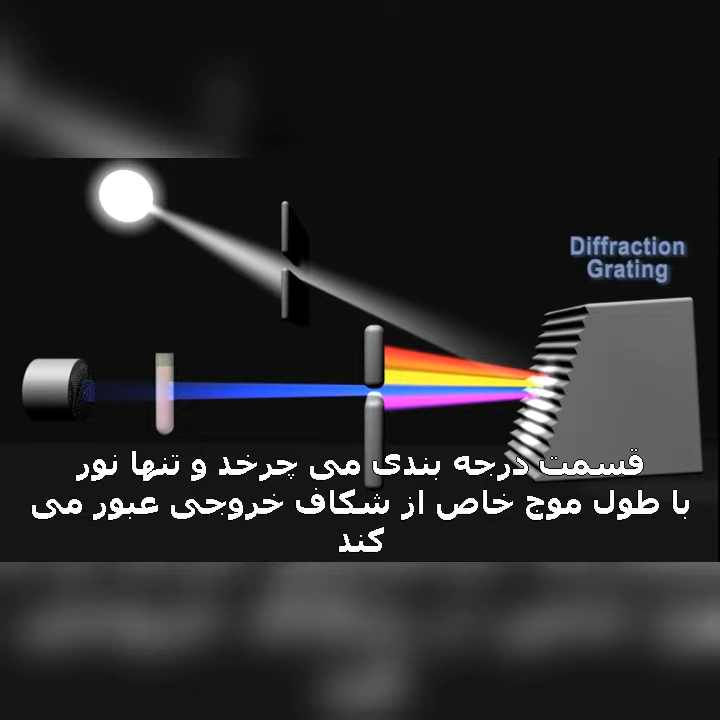 Diffraction
Grating
قسمت درجه بندی می چرخد و تنها نور
با طول موج خاص از شکاف خروجی عبور می
کند